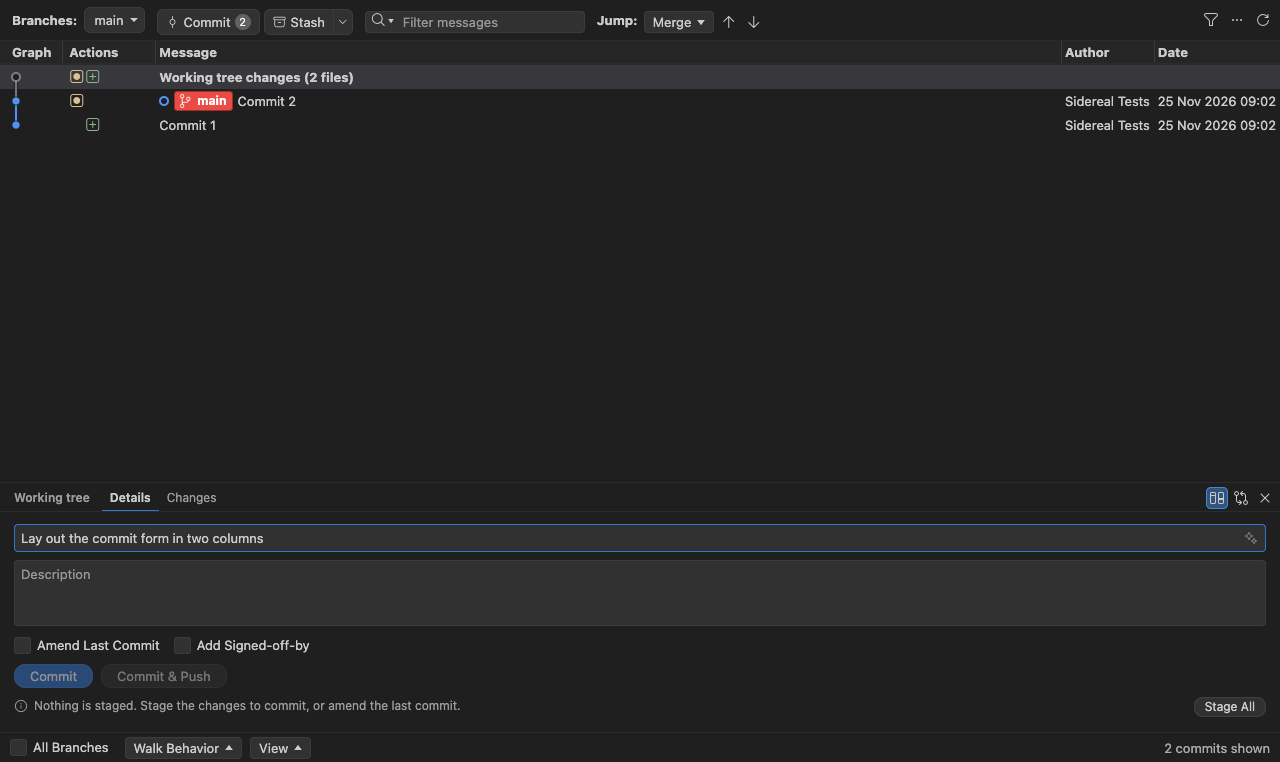 Branches: main Commit 2 Stash Filter messages Jump: Merge
Graph Actions Message Author Date
Working tree changes (2 files)
main Commit 2 Sidereal Tests 25 Nov 2026 09:02
Commit 1 Sidereal Tests 25 Nov 2026 09:02
Working tree Details Changes
Lay out the commit form in two columns
Description
Amend Last Commit Add Signed-off-by
Commit Commit & Push
Nothing is staged. Stage the changes to commit, or amend the last commit. Stage All
All Branches Walk Behavior View 2 commits shown